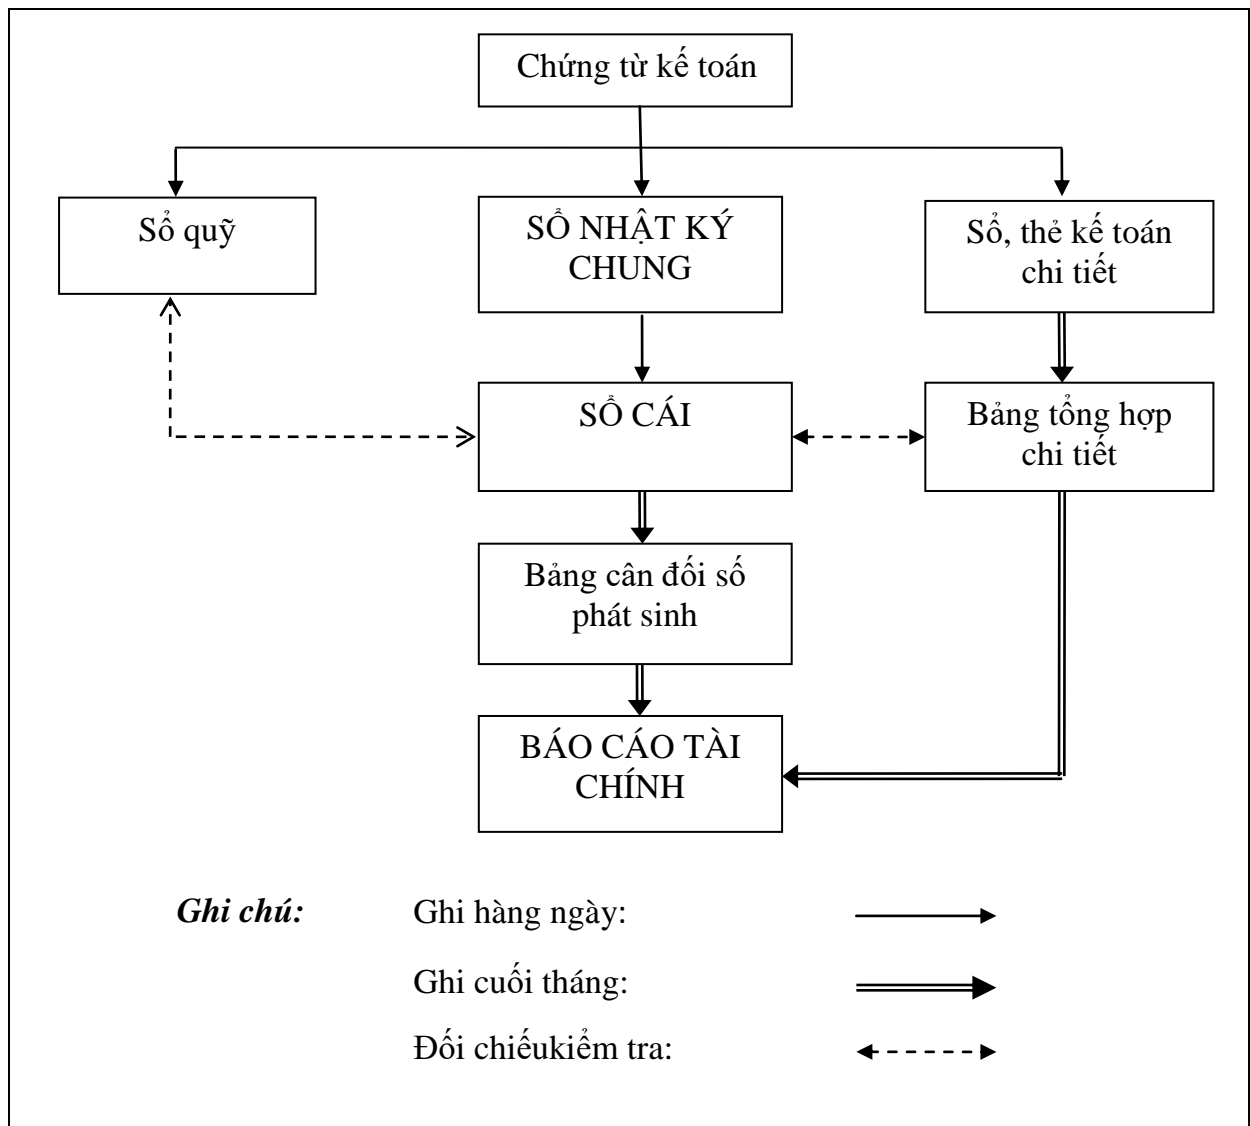 Chứng từ kế toán
Sổ quỹ
SỔ NHẬT KÝ
CHUNG
Sổ, thẻ kế toán
chi tiết
SỔ CÁI
Bảng tổng hợp
chi tiết
Bảng cân đối số
phát sinh
BÁO CÁO TÀI
CHÍNH
Ghi chú: Ghi hàng ngày:
Ghi cuối tháng:
Đối chiếukiểm tra: